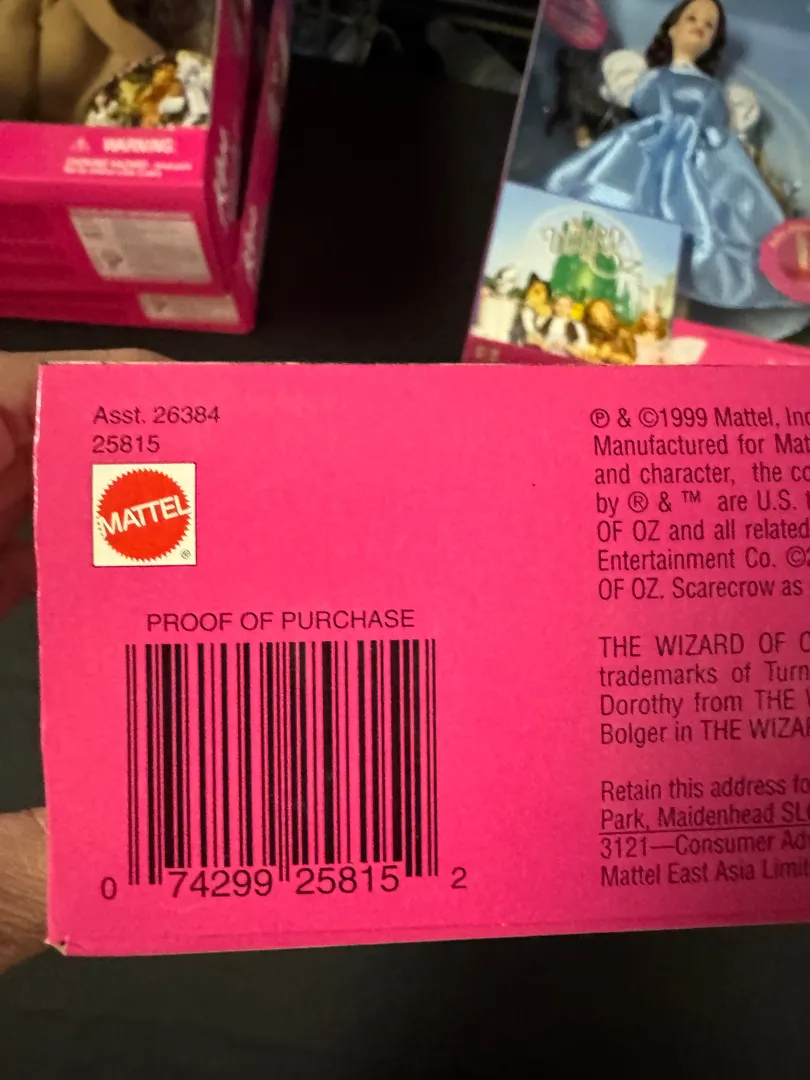 WARNING
Asst. 26384
25815
MATTEL
®
PROOF OF PURCHASE
0 74299 25815 2
℗ & ©1999 Mattel, Inc
Manufactured for Mat
and character, the co
by ® & ™ are U.S.
OF OZ and all related
Entertainment Co. ©
OF OZ. Scarecrow as
THE WIZARD OF O
trademarks of Turn
Dorothy from THE
Bolger in THE WIZA
Retain this address fo
Park, Maidenhead SL
3121—Consumer Ad
Mattel East Asia Limit